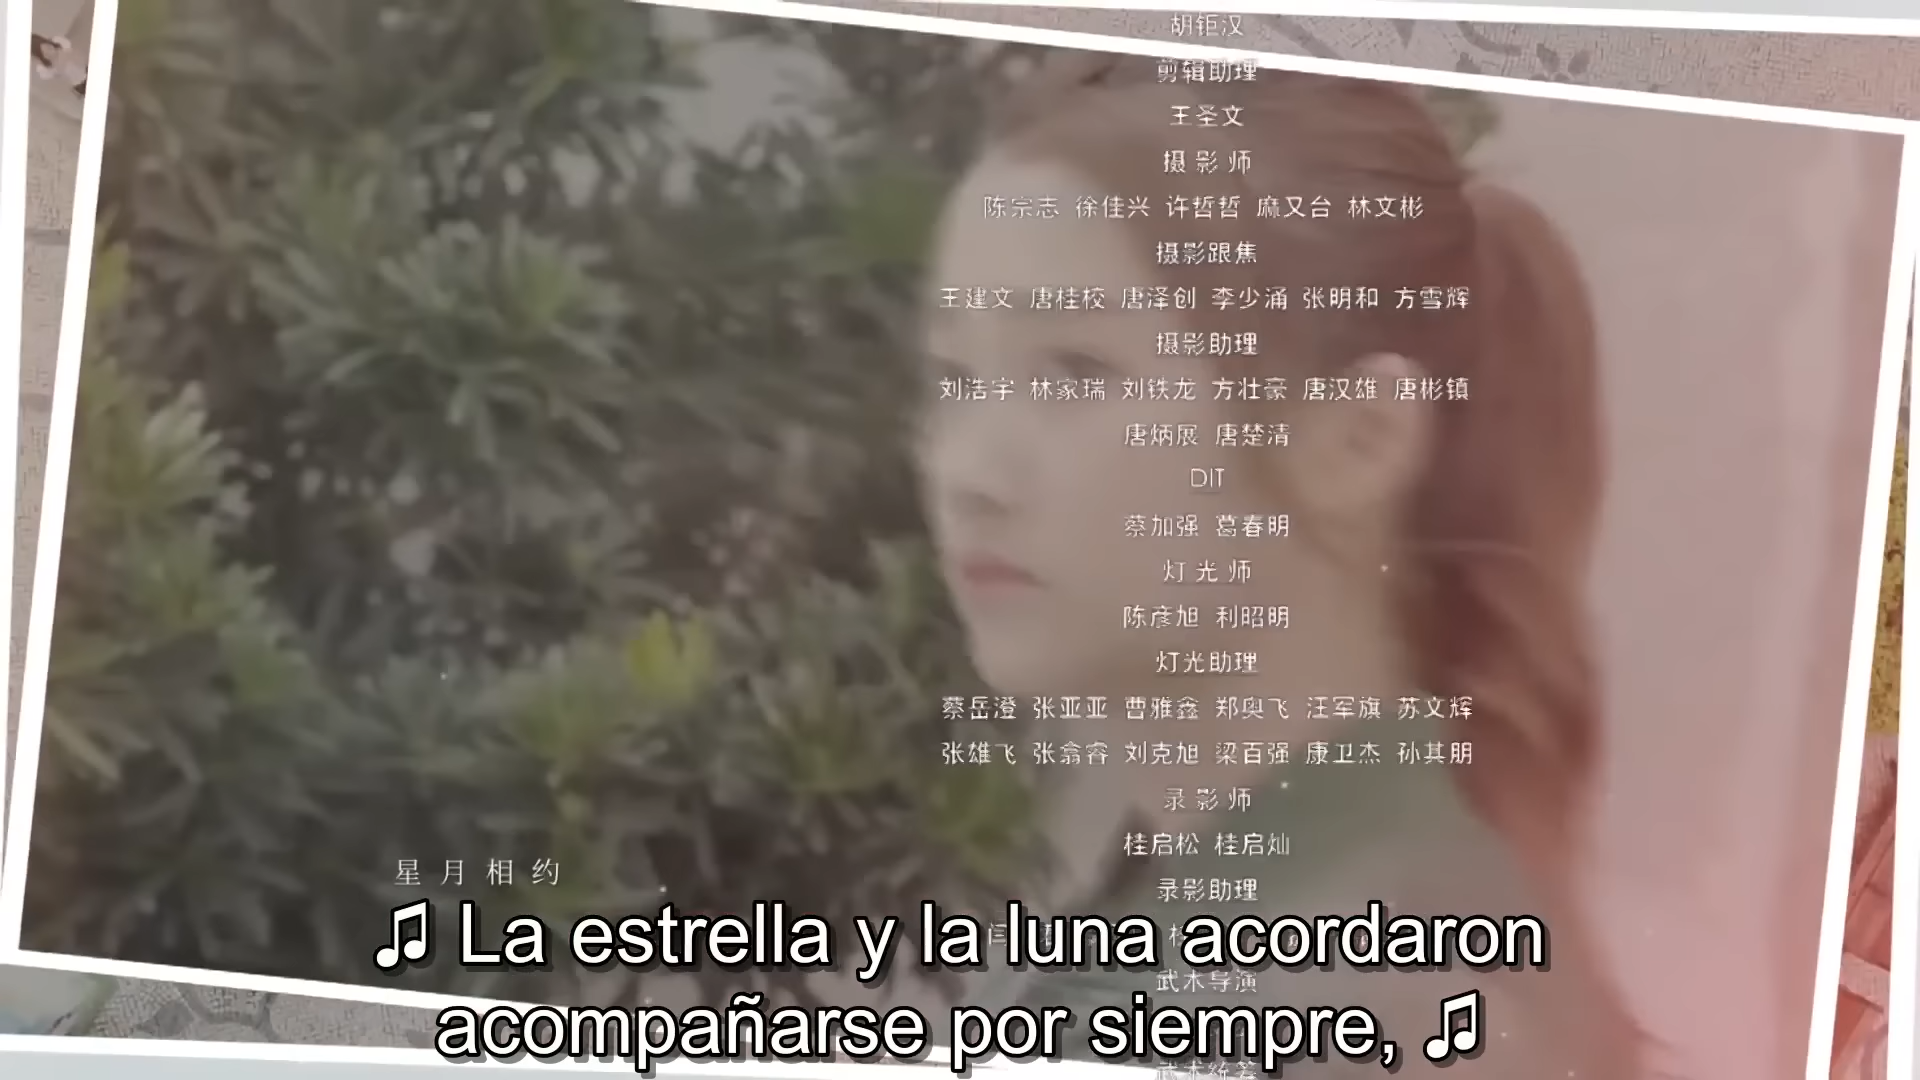 胡钜汉
剪辑助理
王圣文
摄影师
陈宗志 徐佳兴 许哲哲 麻又台 林文彬
摄影跟焦
王建文 唐桂校 唐泽创 李少涌 张明和 方雪辉
摄影助理
刘浩宇 林家瑞 刘铁龙 方壮豪 唐汉雄 唐彬镇
唐炳展 唐楚清
DIT
蔡加强 葛春明
灯光师
陈彦旭 利昭明
灯光助理
蔡岳澄 张亚亚 曹雅鑫 郑奥飞 汪军旗 苏文辉
张雄飞 张翕睿 刘克旭 梁百强 康卫杰 孙其朋
录影师
桂启松 桂启灿
录影助理
星月相约
♫ La estrella y la luna acordaron
武术导演
acompañarse por siempre, ♫
武术统筹